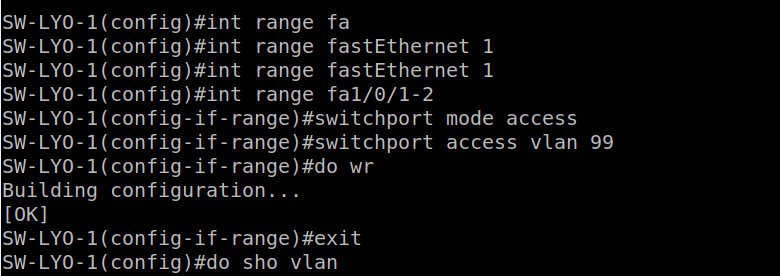 SW-LYO-1(config)#int range fa
SW-LYO-1(config)#int range fastEthernet 1
SW-LYO-1(config)#int range fastEthernet 1
SW-LYO-1(config)#int range fa1/0/1-2
SW-LYO-1(config-if-range)#switchport mode access
SW-LYO-1(config-if-range)#switchport access vlan 99
SW-LYO-1(config-if-range)#do wr
Building configuration...
[OK]
SW-LYO-1(config-if-range)#exit
SW-LYO-1(config)#do sho vlan